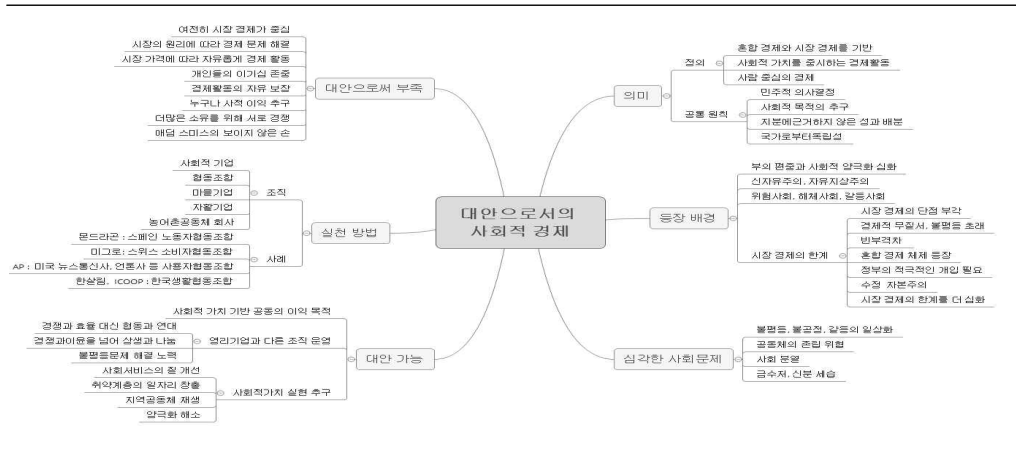 대안으로서의
사회적 경제
의미
정의
혼합 경제와 시장 경제를 기반
사회적 가치를 중시하는 경제활동
사람 중심의 경제
공통 원칙
민주적 의사결정
사회적 목적의 추구
지분에근거하지 않은 성과 배분
국가로부터독립성
등장 배경
부의 편중과 사회적 양극화 심화
신자유주의, 자유지상주의
위험사회, 해체사회, 갈등사회
시장 경제의 한계
시장 경제의 단점 부각
경제적 무질서, 불평등 초래
빈부격차
혼합 경제 체제 등장
정부의 적극적인 개입 필요
수정 자본주의
시장 경제의 한계를 더 심화
심각한 사회문제
불평등, 불공정, 갈등의 일상화
공동체의 존립 위협
사회 분열
금수저, 신분 세습
대안으로써 부족
여전히 시장 경제가 중심
시장의 원리에 따라 경제 문제 해결
시장 가격에 따라 자유롭게 경제 활동
개인들의 이기심 존중
경제활동의 자유 보장
누구나 사적 이익 추구
더많은 소유를 위해 서로 경쟁
애덤 스미스의 보이지 않은 손
실천 방법
조직
사회적 기업
협동조합
마을기업
자활기업
농어촌공동체 회사
사례
몬드라곤 : 스페인 노동자협동조합
미그로 : 스위스 소비자협동조합
AP : 미국 뉴스통신사, 언론사 등 사용자협동조합
한살림, ICOOP : 한국생활협동조합
대안 가능
사회적 가치 기반 공동의 이익 목적
영리기업과 다른 조직 운영
경쟁과 효율 대신 협동과 연대
경쟁과이윤을 넘어 상생과 나눔
불평등문제 해결 노력
사회적가치 실현 추구
사회서비스의 질 개선
취약계층의 일자리 창출
지역공동체 재생
양극화 해소